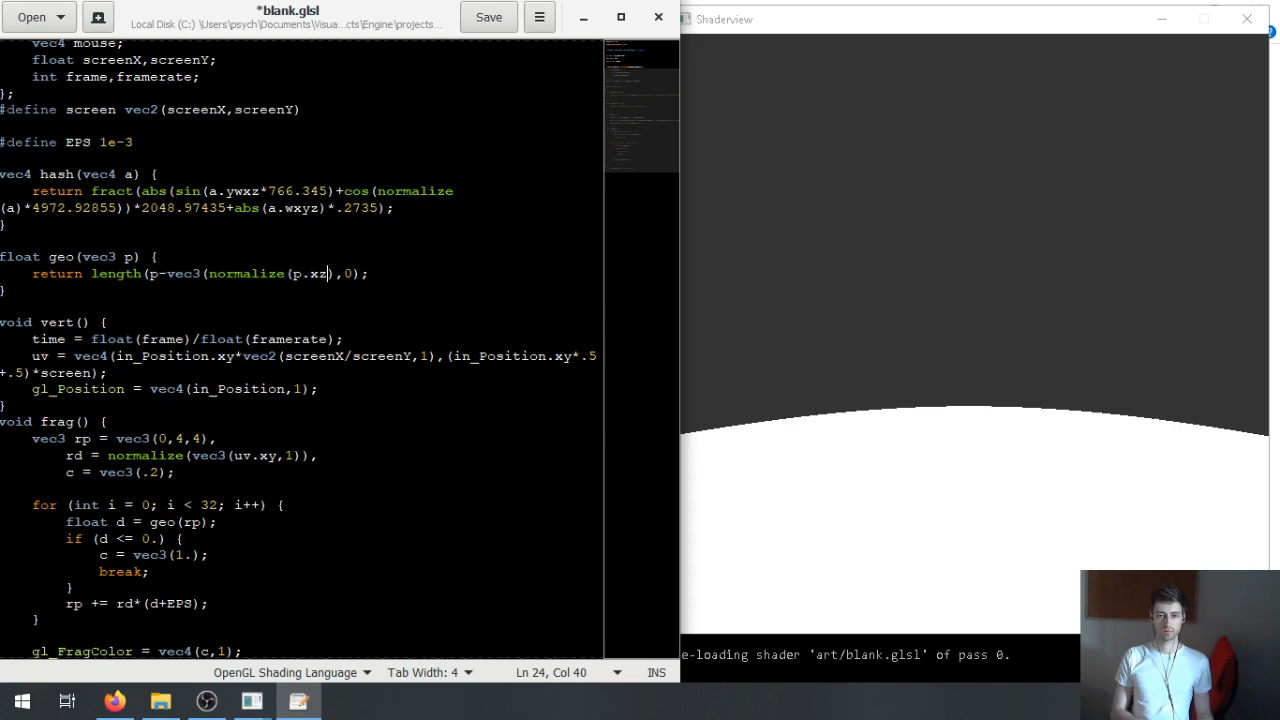 Open
*blank.glsl
Local Disk (C:) \Users\psych\Documents\Visua...cts\Engine\projects...
Save
Shaderview
vec4 mouse;
float screenX,screenY;
int frame,framerate;
};
#define screen vec2(screenX,screenY)
#define EPS 1e-3
vec4 hash(vec4 a) {
return fract(abs(sin(a.ywxz*766.345)+cos(normalize
(a)*4972.92855))*2048.97435+abs(a.wxyz)*.2735);
}
float geo(vec3 p) {
return length(p-vec3(normalize(p.xz),0);
}
void vert() {
time = float(frame)/float(framerate);
uv = vec4(in_Position.xy*vec2(screenX/screenY,1),(in_Position.xy*.5
+.5)*screen);
gl_Position = vec4(in_Position,1);
}
void frag() {
vec3 rp = vec3(0,4,4),
rd = normalize(vec3(uv.xy,1)),
c = vec3(.2);
for (int i = 0; i < 32; i++) {
float d = geo(rp);
if (d <= 0.) {
c = vec3(1.);
break;
}
rp += rd*(d+EPS);
}
gl_FragColor = vec4(c,1);
e-loading shader 'art/blank.glsl' of pass 0.
OpenGL Shading Language
Tab Width: 4
Ln 24, Col 40
INS